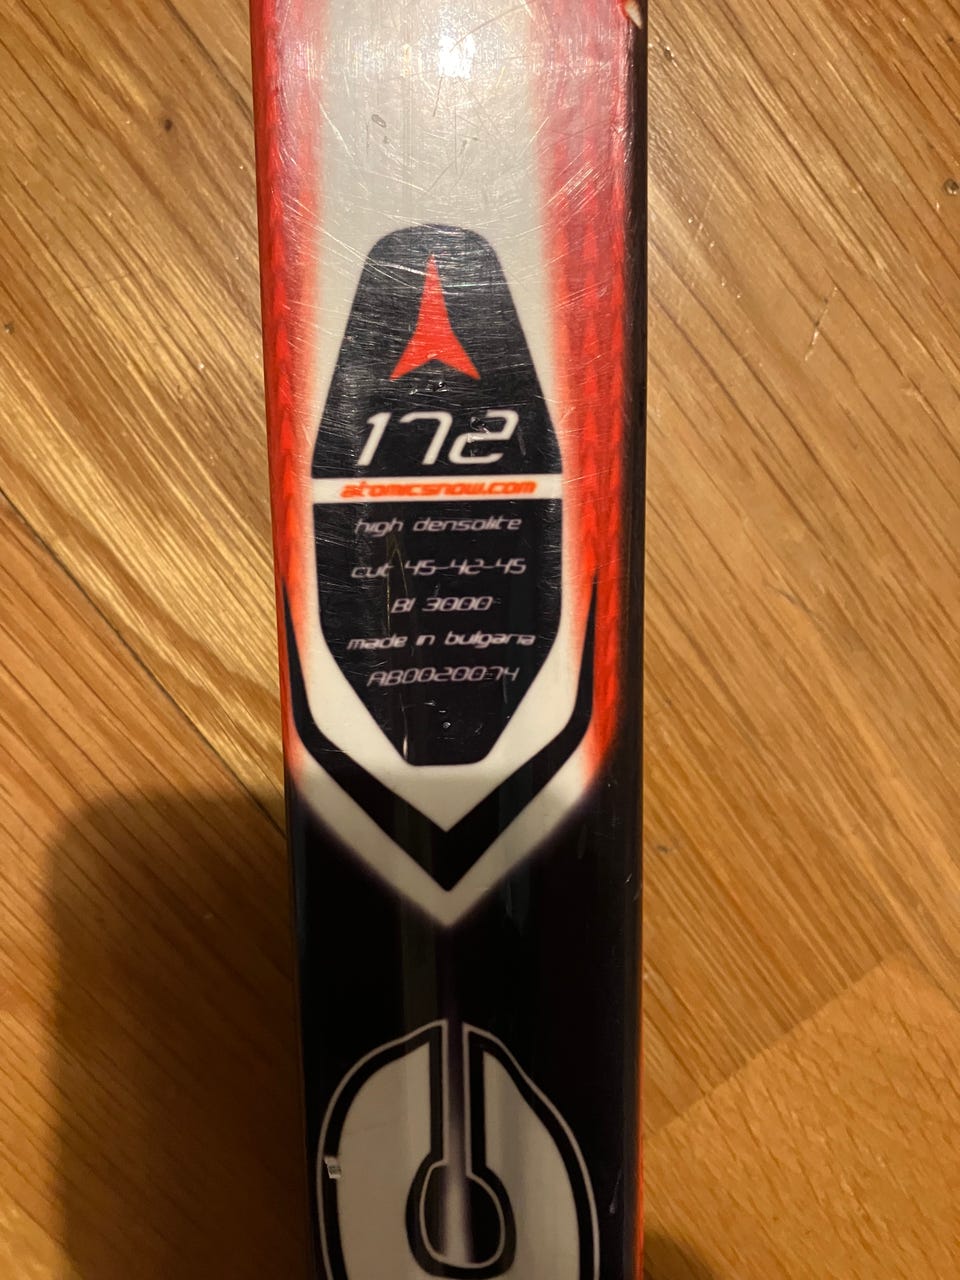 172
atomicsnow.com
high densolite
cut 45-42-45
BI 3000
made in bulgaria
AB0020074